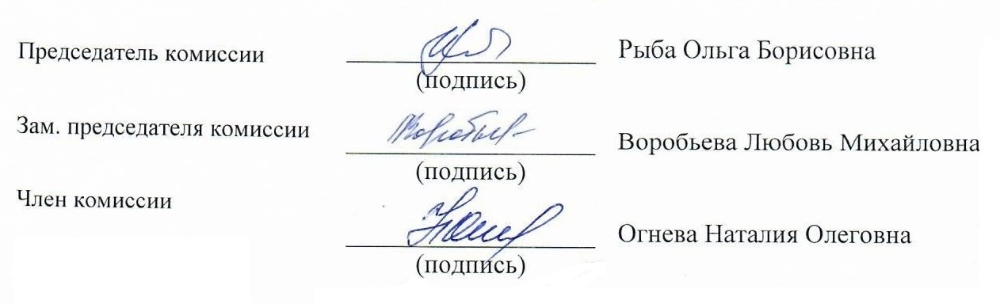 Председатель комиссии Рыба Ольга Борисовна
(подпись)
Зам. председателя комиссии Воробьева Любовь Михайловна
(подпись)
Член комиссии
Огнева Наталия Олеговна
(подпись)